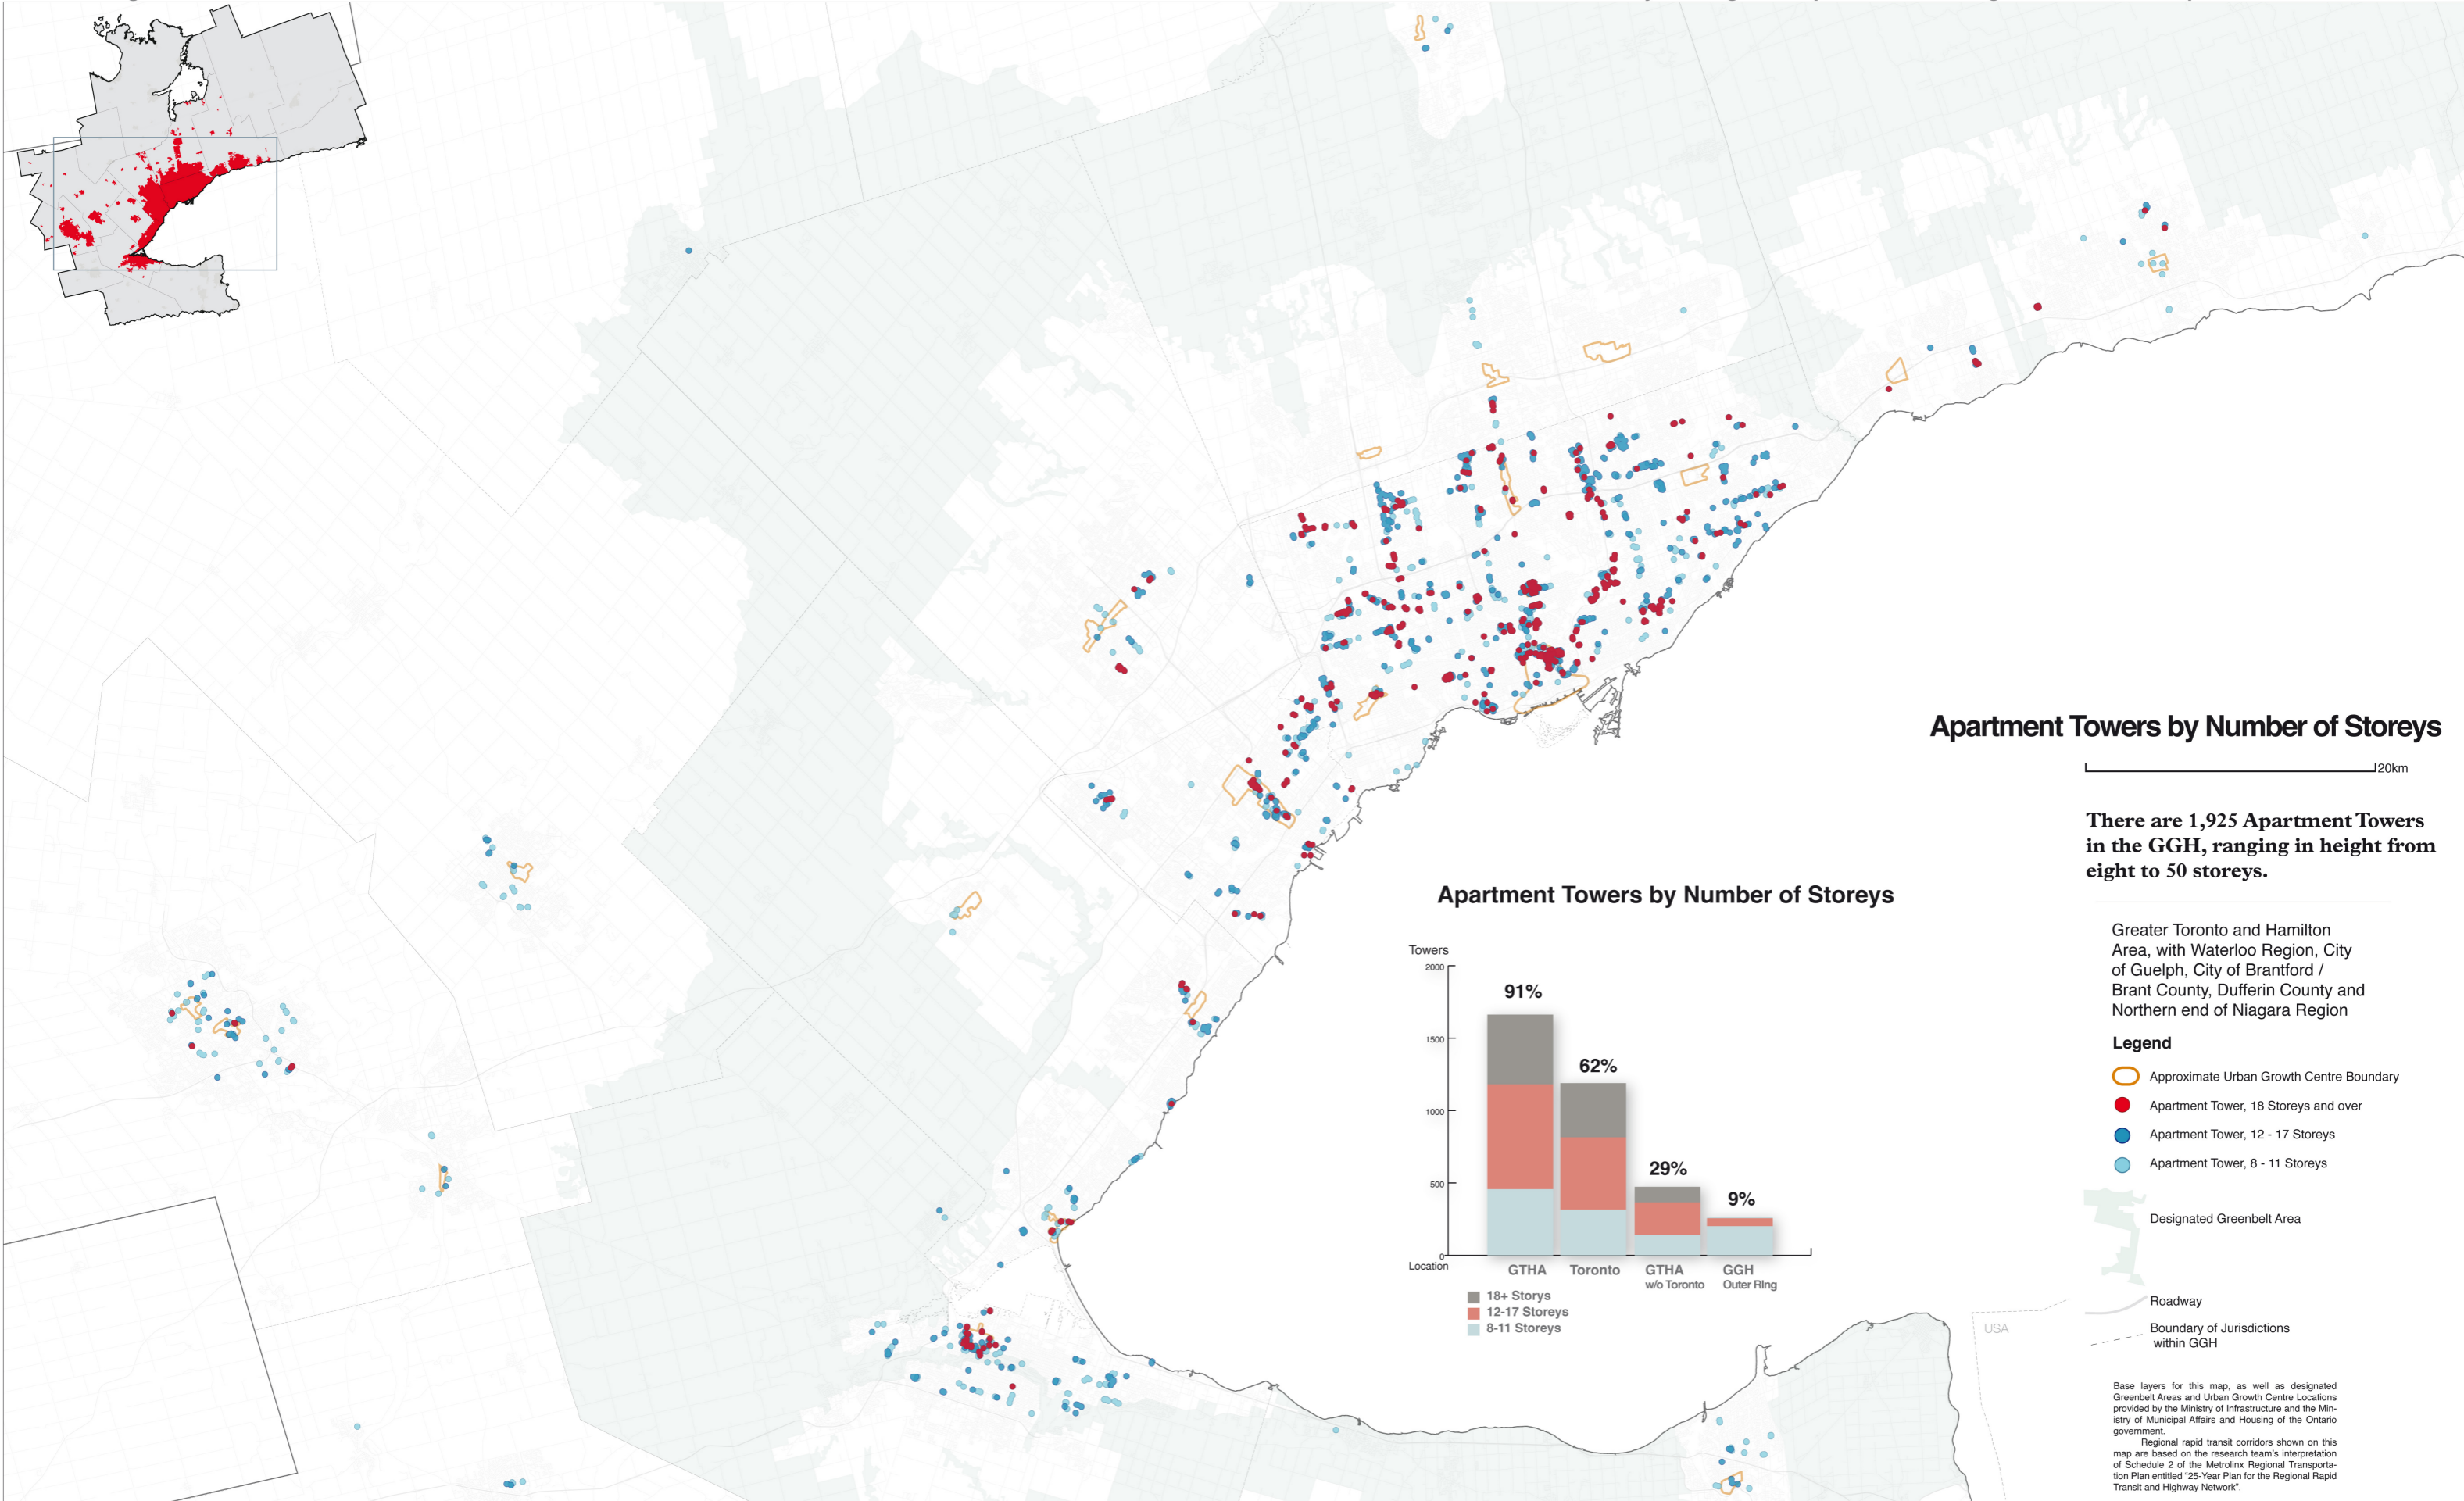 Apartment Towers by Number of Storeys
20km
There are 1,925 Apartment Towers
in the GGH, ranging in height from
eight to 50 storeys.
Greater Toronto and Hamilton
Area, with Waterloo Region, City
of Guelph, City of Brantford /
Brant County, Dufferin County and
Northern end of Niagara Region
Legend
Approximate Urban Growth Centre Boundary
Apartment Tower, 18 Storeys and over
Apartment Tower, 12 - 17 Storeys
Apartment Tower, 8 - 11 Storeys
Designated Greenbelt Area
Roadway
Boundary of Jurisdictions
within GGH
Base layers for this map, as well as designated
Greenbelt Areas and Urban Growth Centre Locations
provided by the Ministry of Infrastructure and the Min-
istry of Municipal Affairs and Housing of the Ontario
government.
Regional rapid transit corridors shown on this
map are based on the research team's interpretation
of Schedule 2 of the Metrolinx Regional Transporta-
tion Plan entitled "25-Year Plan for the Regional Rapid
Transit and Highway Network".
Apartment Towers by Number of Storeys
Towers
2000
1500
1000
500
0
91%
62%
29%
9%
Location
GTHA
Toronto
GTHA
w/o Toronto
GGH
Outer RIng
18+ Storys
12-17 Storeys
8-11 Storeys
USA